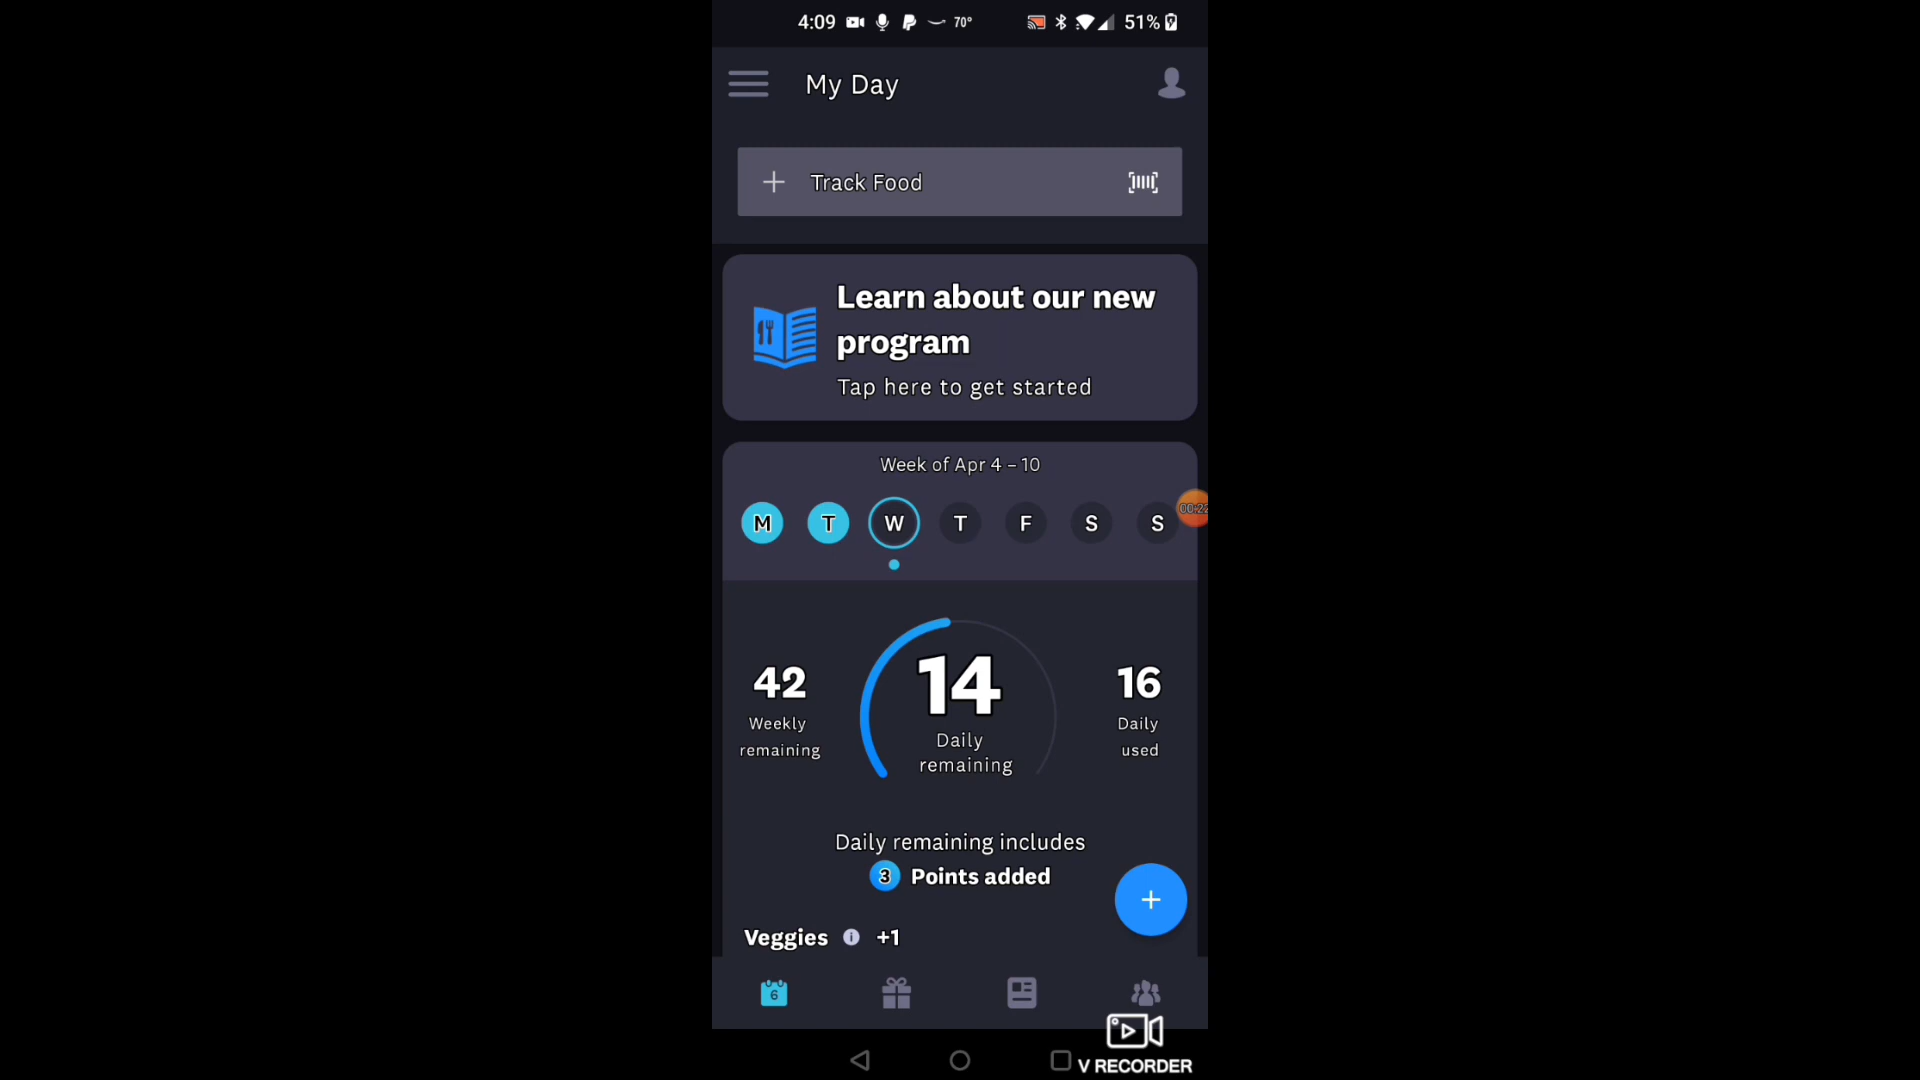 4:09 70° 51%
My Day
Track Food
Learn about our new
program
Tap here to get started
Week of Apr 4 – 10
M T W T F S S
00:22
42
Weekly
remaining
14
Daily
remaining
16
Daily
used
Daily remaining includes
3 Points added
Veggies i +1
6
V RECORDER